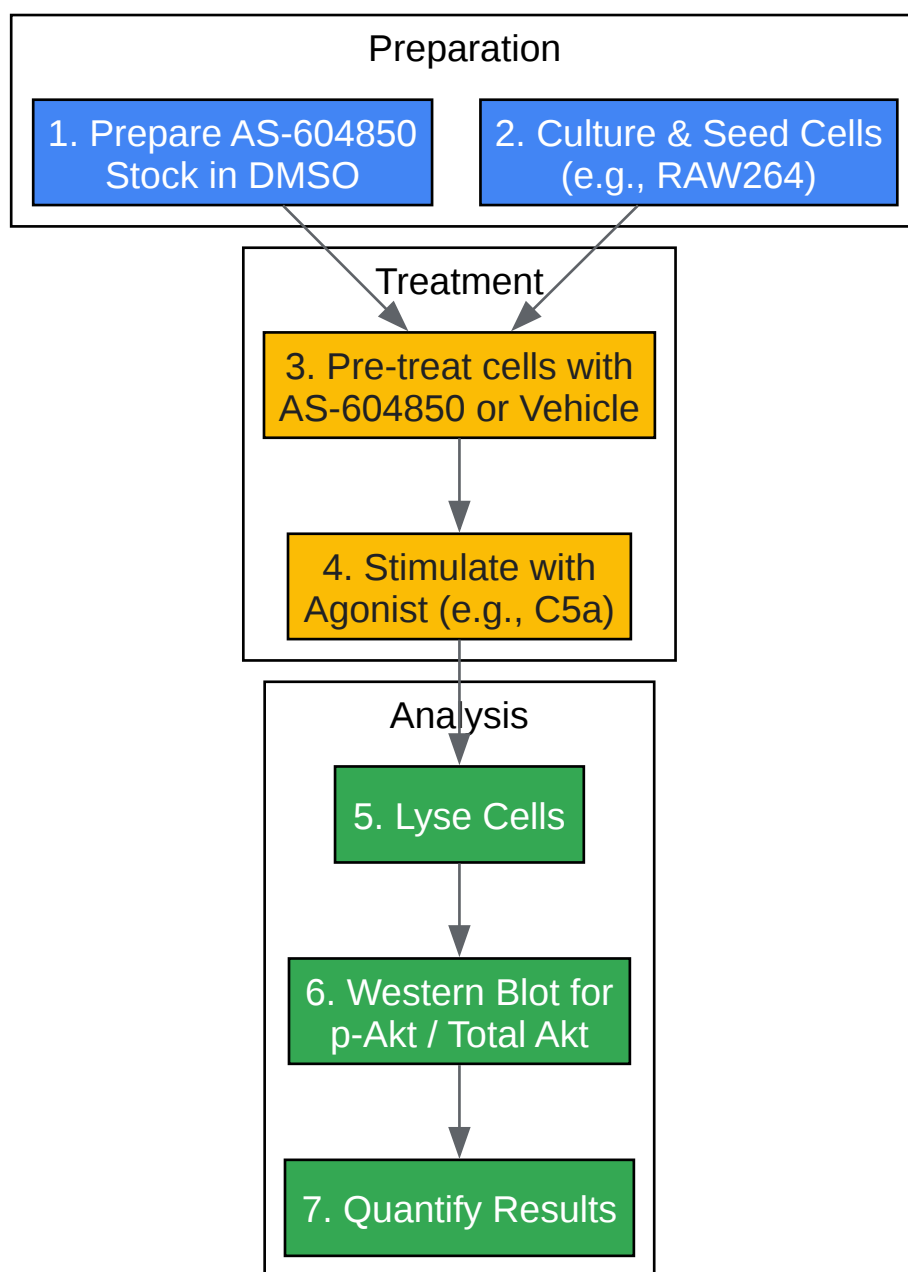 Preparation
1. Prepare AS-604850
Stock in DMSO
2. Culture & Seed Cells
(e.g., RAW264)
Treatment
3. Pre-treat cells with
AS-604850 or Vehicle
4. Stimulate with
Agonist (e.g., C5a)
Analysis
5. Lyse Cells
6. Western Blot for
p-Akt / Total Akt
7. Quantify Results